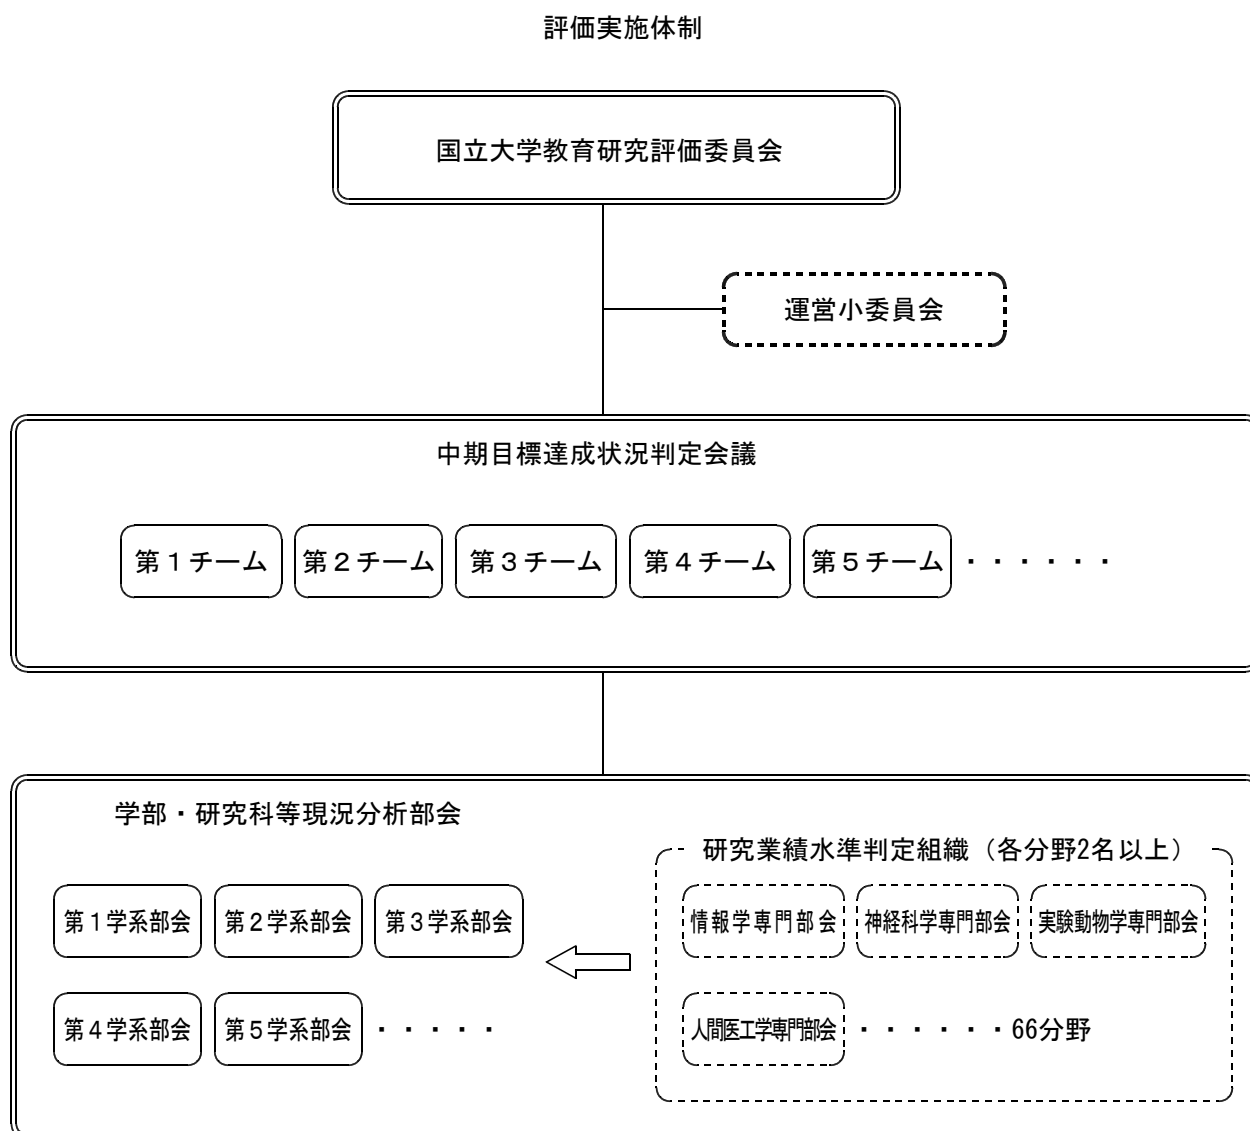 評価実施体制
国立大学教育研究評価委員会
運営小委員会
中期目標達成状況判定会議
第１チーム 第２チーム 第３チーム 第４チーム 第５チーム ・・・・・・
学部・研究科等現況分析部会
研究業績水準判定組織（各分野2名以上）
第１学系部会 第２学系部会 第３学系部会
情報学専門部会 神経科学専門部会 実験動物学専門部会
第４学系部会 第５学系部会 ・・・・・
人間医工学専門部会 ・・・・・・66分野